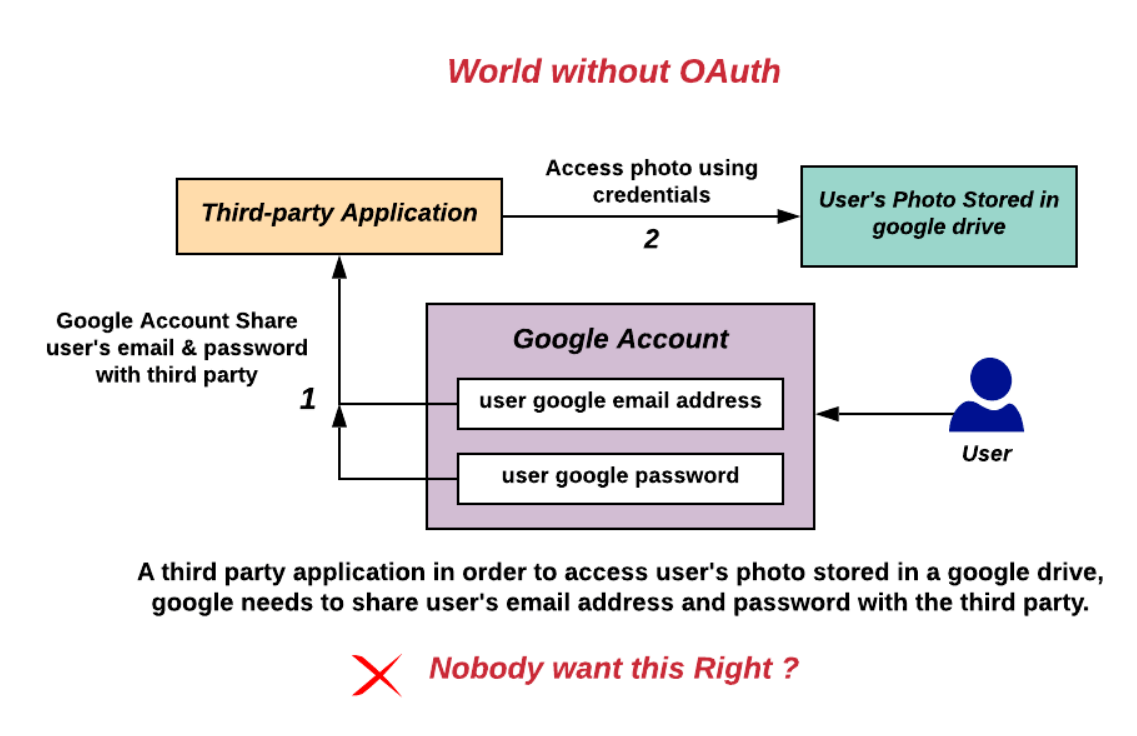 World without OAuth
Access photo using
credentials
2
Third-party Application
User's Photo Stored in
google drive
Google Account Share
user's email & password
with third party
1
Google Account
user google email address
user google password
User
A third party application in order to access user's photo stored in a google drive,
google needs to share user's email address and password with the third party.
Nobody want this Right ?